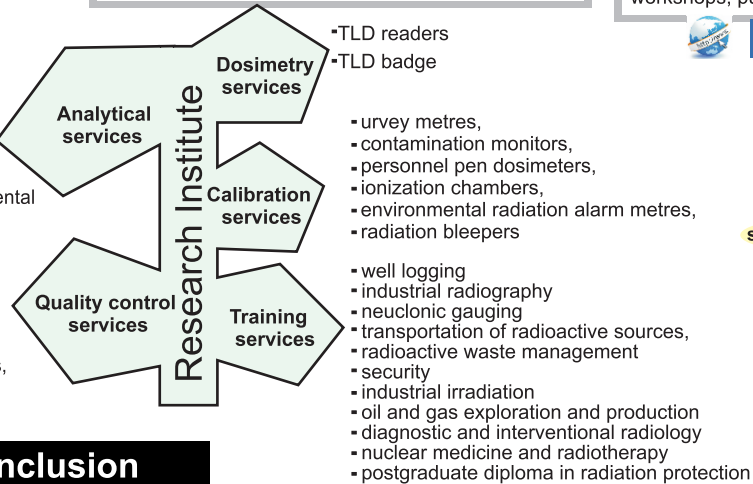 workshops, pu
http://www.
TLD readers
TLD badge
Dosimetry
services
Analytical
services
ental
Research Institute
urvey metres,
contamination monitors,
personnel pen dosimeters,
ionization chambers,
environmental radiation alarm metres,
radiation bleepers
Calibration
services
s
well logging
industrial radiography
neuclonic gauging
transportation of radioactive sources,
radioactive waste management
security
industrial irradiation
oil and gas exploration and production
diagnostic and interventional radiology
nuclear medicine and radiotherapy
postgraduate diploma in radiation protection
Quality control
services
Training
services
s,
nclusion